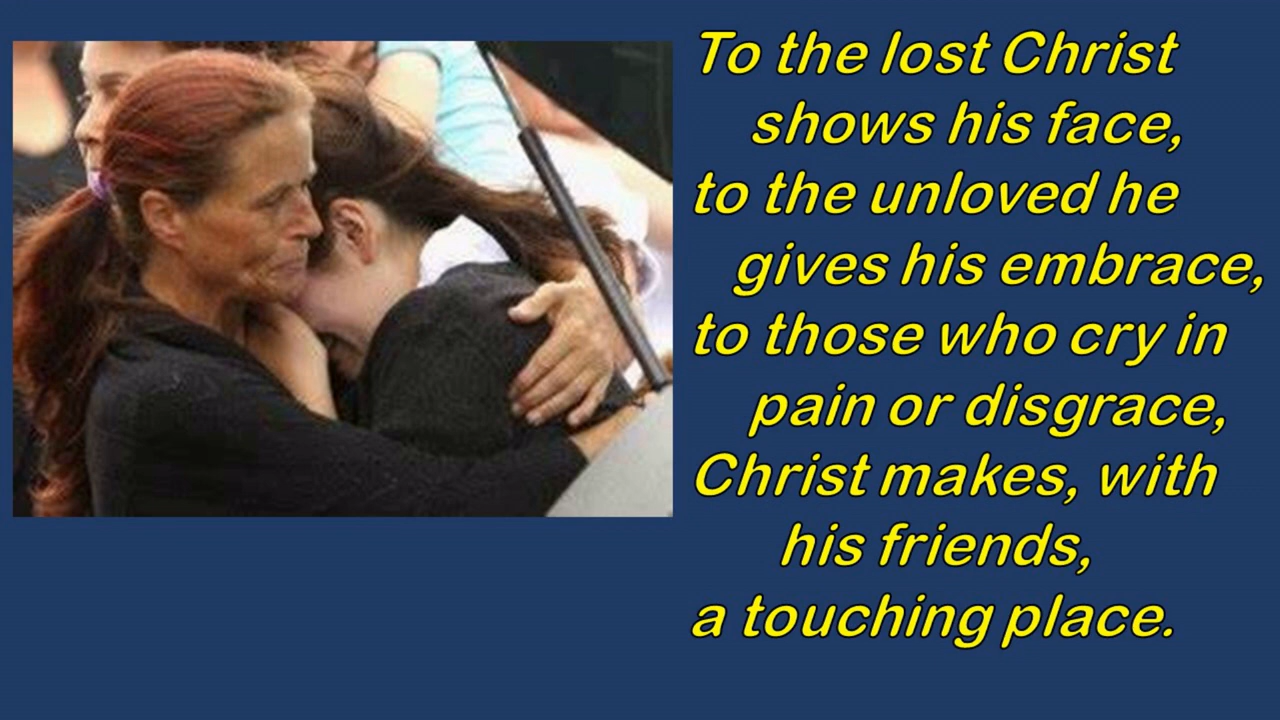 To the lost Christ
shows his face,
to the unloved he
gives his embrace,
to those who cry in
pain or disgrace,
Christ makes, with
his friends,
a touching place.